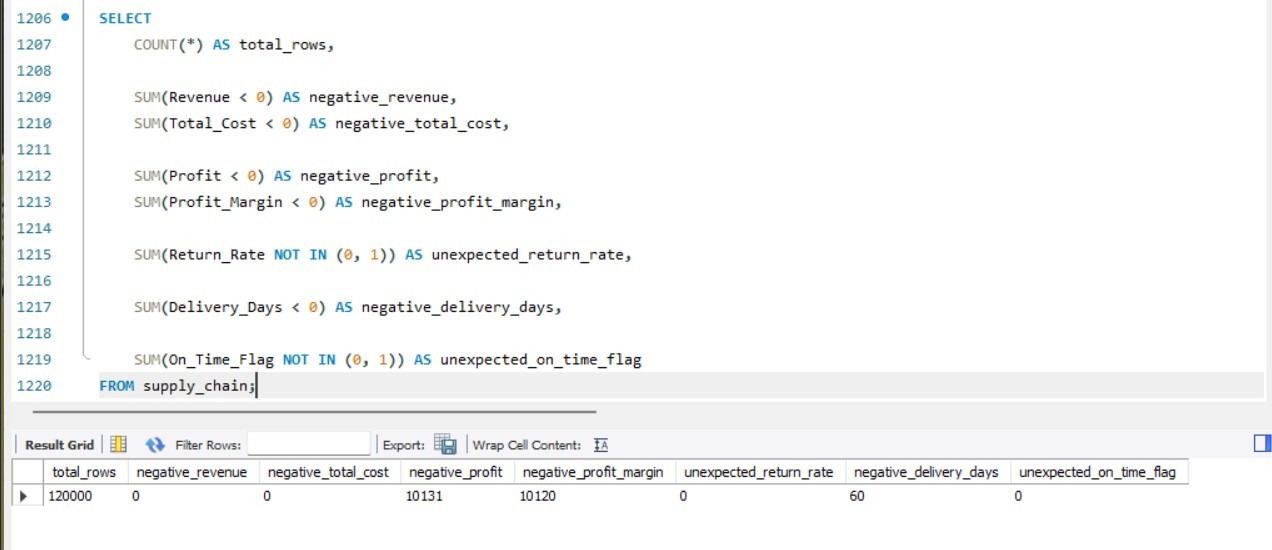 1206 SELECT
1207 COUNT(*) AS total_rows,
1208
1209 SUM(Revenue < 0) AS negative_revenue,
1210 SUM(Total_Cost < 0) AS negative_total_cost,
1211
1212 SUM(Profit < 0) AS negative_profit,
1213 SUM(Profit_Margin < 0) AS negative_profit_margin,
1214
1215 SUM(Return_Rate NOT IN (0, 1)) AS unexpected_return_rate,
1216
1217 SUM(Delivery_Days < 0) AS negative_delivery_days,
1218
1219 SUM(On_Time_Flag NOT IN (0, 1)) AS unexpected_on_time_flag
1220 FROM supply_chain;
Result Grid Filter Rows: Export: Wrap Cell Content: IA
total_rows negative_revenue negative_total_cost negative_profit negative_profit_margin unexpected_return_rate negative_delivery_days unexpected_on_time_flag
120000 0 0 10131 10120 0 60 0